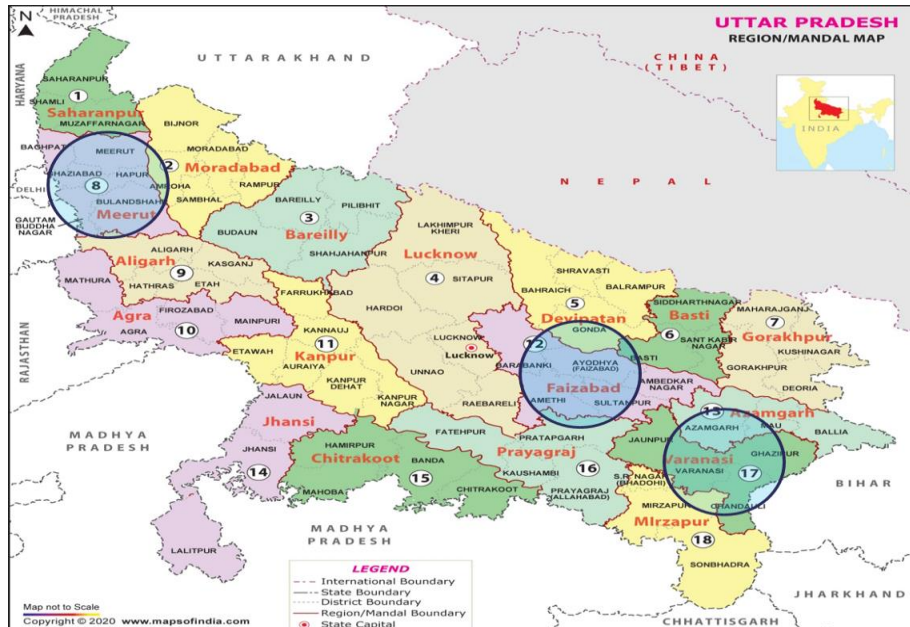 HIMACHAL
PRADESH
N
UTTAR PRADESH
REGION/MANDAL MAP
UTTARAKHAND
CHINA
(TIBET)
INDIA
HARYANA
SAHARANPUR
1
SHAMLI
Saharanpur
MUZAFFARNAGAR
BIJNOR
BAGHPAT
MEERUT
MORADABAD
2
Moradabad
NEPAL
DELHI
GHAZIABAD
HAPUR
8
AMROHA
RAMPUR
BULANDSHAHR
SAMBHAL
Meerut
GAUTAM
BUDDHA
NAGAR
BAREILLY
PILIBHIT
3
BUDAUN
Bareilly
SHAHJAHANPUR
LAKHIMPUR
KHERI
Lucknow
4
SITAPUR
HARDOI
ALIGARH
Aligarh
KASGANJ
9
HATHRAS
ETAH
MATHURA
FARRUKHABAD
SHRAVASTI
BAHRAICH
BALRAMPUR
5
Devipatan
GONDA
SIDDHARTHNAGAR
Basti
6
SANT KABIR
NAGAR
BASTI
MAHARAJGANJ
7
Gorakhpur
KUSHINAGAR
GORAKHPUR
DEORIA
RAJASTHAN
Agra
FIROZABAD
10
MAINPURI
AGRA
KANNAUJ
11
ETAWAH
Kanpur
AURAIYA
KANPUR
DEHAT
KANPUR
NAGAR
LUCKNOW
Lucknow
UNNAO
RAEBARELI
12
BARABANKI
AYODHYA
(FAIZABAD)
Faizabad
AMETHI
SULTANPUR
AMBEDKAR
NAGAR
JALAUN
Jhansi
JHANSI
14
LALITPUR
MADHYA
PRADESH
HAMIRPUR
Chitrakoot
BANDA
15
MAHOBA
CHITRAKOOT
FATEHPUR
PRATAPGARH
Prayagraj
KAUSHAMBI
16
PRAYAGRAJ
(ALLAHABAD)
13
Azamgarh
AZAMGARH
MAU
BALLIA
JAUNPUR
GHAZIPUR
Varanasi
VARANASI
17
S.R. NAGAR
(BHADOHI)
CHANDAULI
MIRZAPUR
MIrzapur
18
SONBHADRA
BIHAR
JHARKHAND
CHHATTISGARH
MADHYA
PRADESH
LEGEND
International Boundary
State Boundary
District Boundary
Region/Mandal Boundary
State Capital
Map not to Scale
Copyright © 2020 www.mapsofindia.com